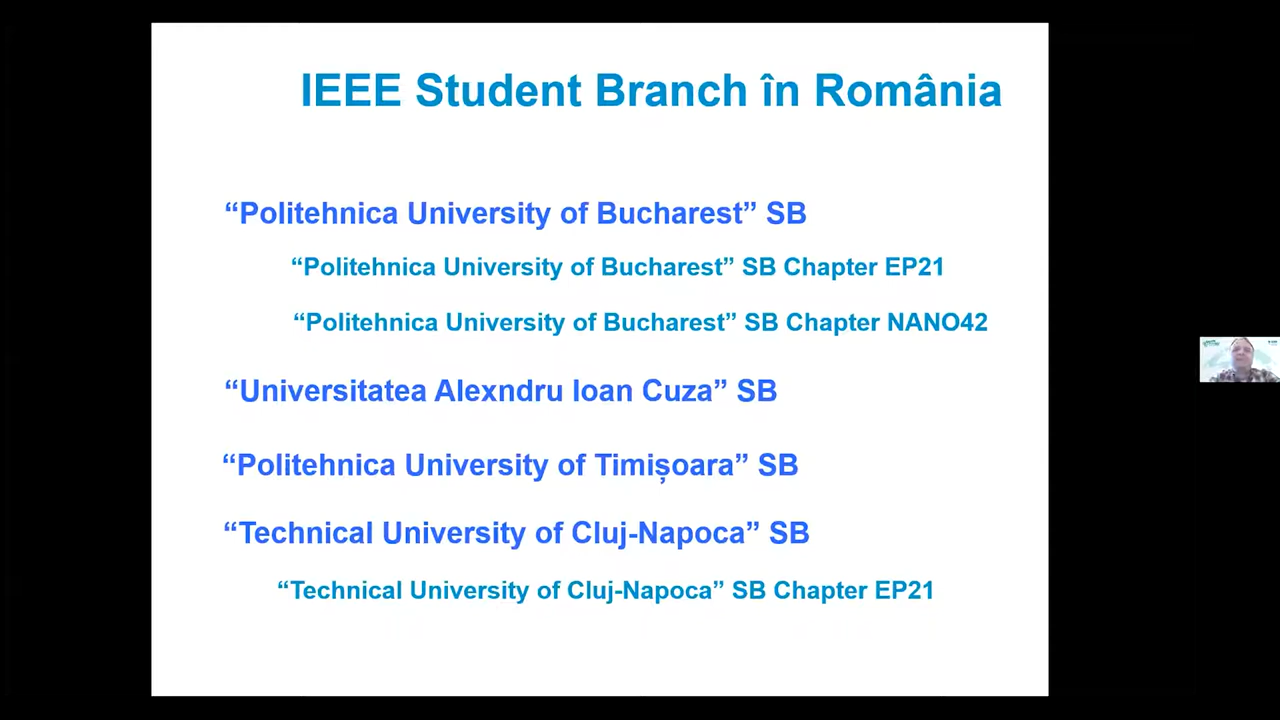 IEEE Student Branch în România
“Politehnica University of Bucharest” SB
“Politehnica University of Bucharest” SB Chapter EP21
“Politehnica University of Bucharest” SB Chapter NANO42
“Universitatea Alexndru Ioan Cuza” SB
“Politehnica University of Timișoara” SB
“Technical University of Cluj-Napoca” SB
“Technical University of Cluj-Napoca” SB Chapter EP21